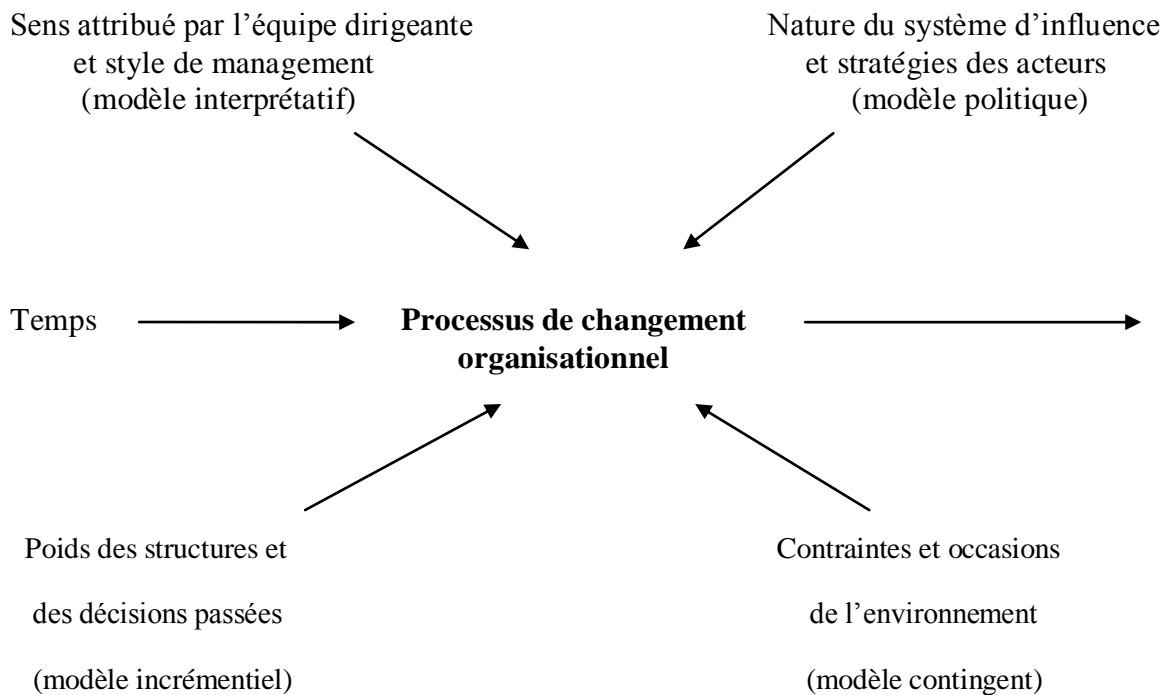 Sens attribué par l’équipe dirigeante
et style de management
(modèle interprétatif)
Nature du système d’influence
et stratégies des acteurs
(modèle politique)
Temps
Processus de changement
organisationnel
Poids des structures et
des décisions passées
(modèle incrémentiel)
Contraintes et occasions
de l’environnement
(modèle contingent)